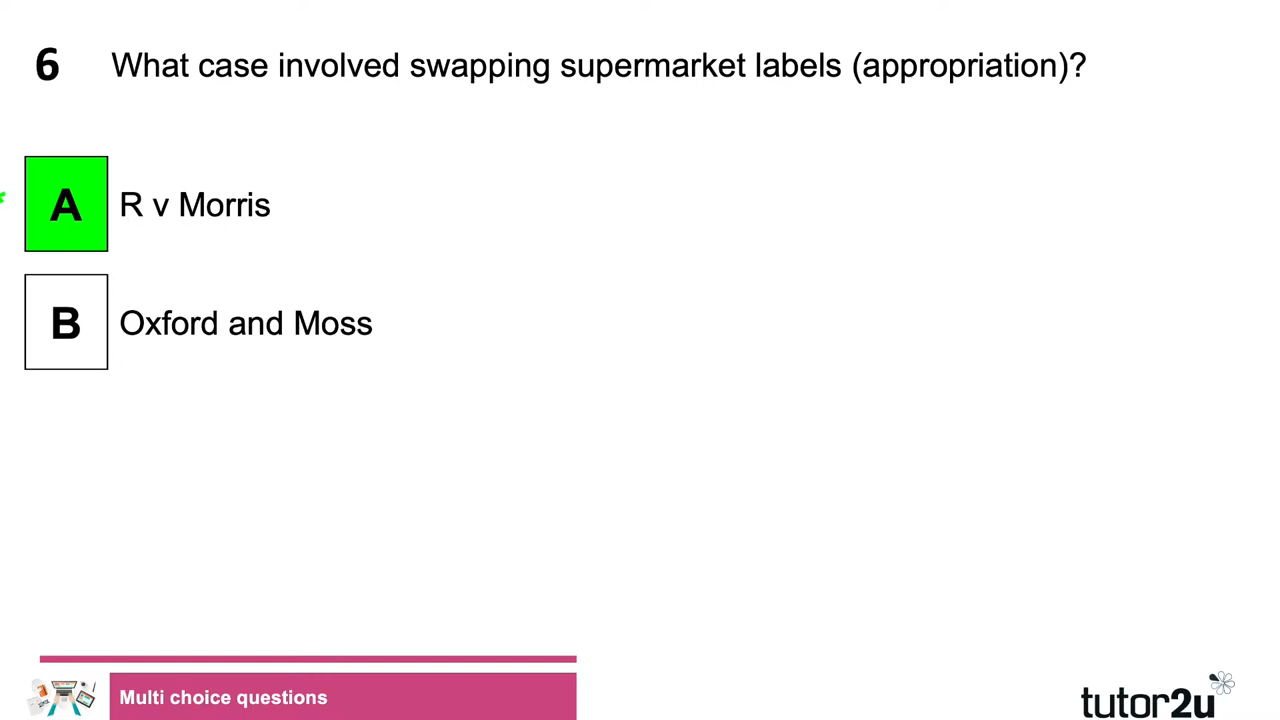 6 What case involved swapping supermarket labels (appropriation)?
A R v Morris
B Oxford and Moss
Multi choice questions
tutor2u